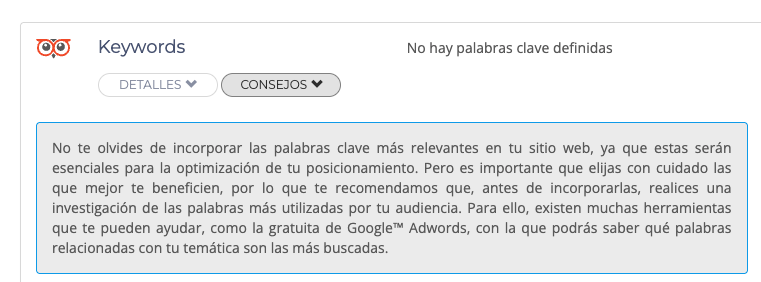 Keywords
No hay palabras clave definidas
DETALLES
CONSEJOS
No te olvides de incorporar las palabras clave más relevantes en tu sitio web, ya que estas serán
esenciales para la optimización de tu posicionamiento. Pero es importante que elijas con cuidado las
que mejor te beneficien, por lo que te recomendamos que, antes de incorporarlas, realices una
investigación de las palabras más utilizadas por tu audiencia. Para ello, existen muchas herramientas
que te pueden ayudar, como la gratuita de Google™ Adwords, con la que podrás saber qué palabras
relacionadas con tu temática son las más buscadas.